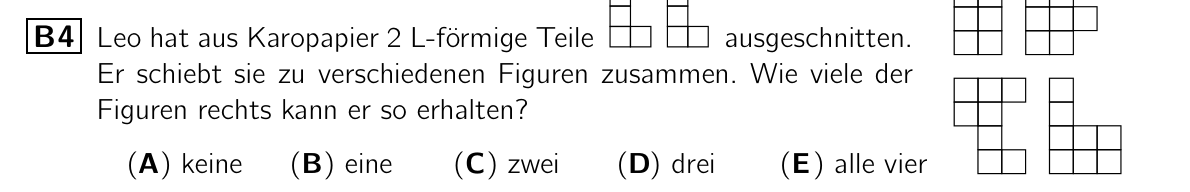 B4 Leo hat aus Karopapier 2 L-förmige Teile ausgeschnitten.
Er schiebt sie zu verschiedenen Figuren zusammen. Wie viele der
Figuren rechts kann er so erhalten?
(A) keine (B) eine (C) zwei (D) drei (E) alle vier